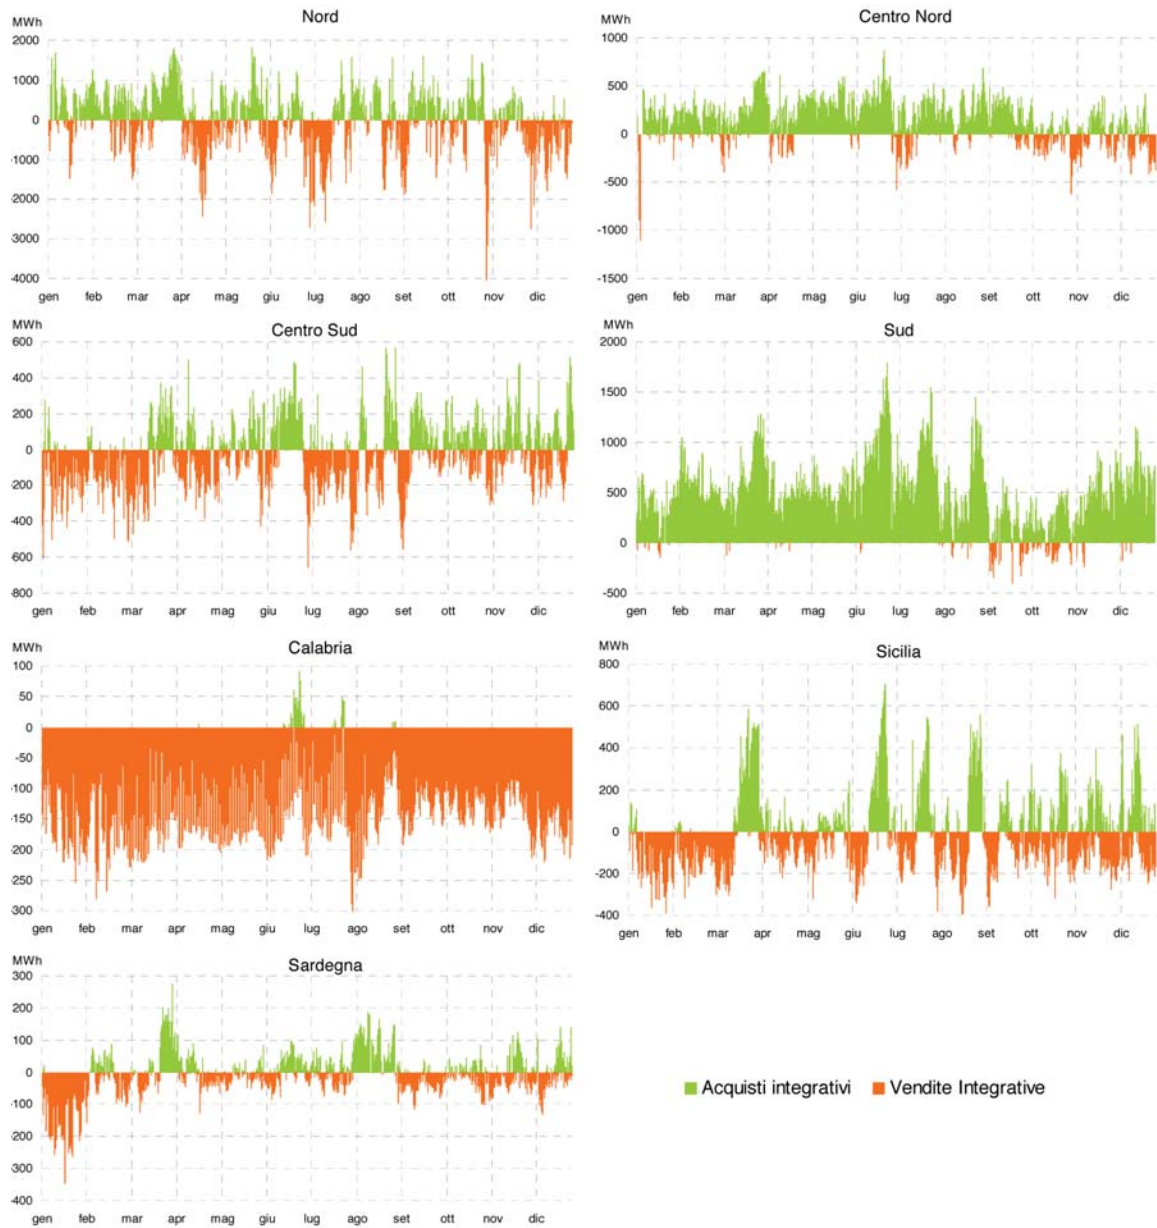 Nord
MWh
2000
1000
0
-1000
-2000
-3000
-4000
gen feb mar apr mag giu lug ago set ott nov dic
Centro Nord
MWh
1000
500
0
-500
-1000
-1500
gen feb mar apr mag giu lug ago set ott nov dic
Centro Sud
MWh
600
400
200
0
-200
-400
-600
-800
gen feb mar apr mag giu lug ago set ott nov dic
Sud
MWh
2000
1500
1000
500
0
-500
gen feb mar apr mag giu lug ago set ott nov dic
Calabria
MWh
100
50
0
-50
-100
-150
-200
-250
-300
gen feb mar apr mag giu lug ago set ott nov dic
Sicilia
MWh
800
600
400
200
0
-200
-400
gen feb mar apr mag giu lug ago set ott nov dic
Sardegna
MWh
300
200
100
0
-100
-200
-300
-400
gen feb mar apr mag giu lug ago set ott nov dic
Acquisti integrativi Vendite Integrative